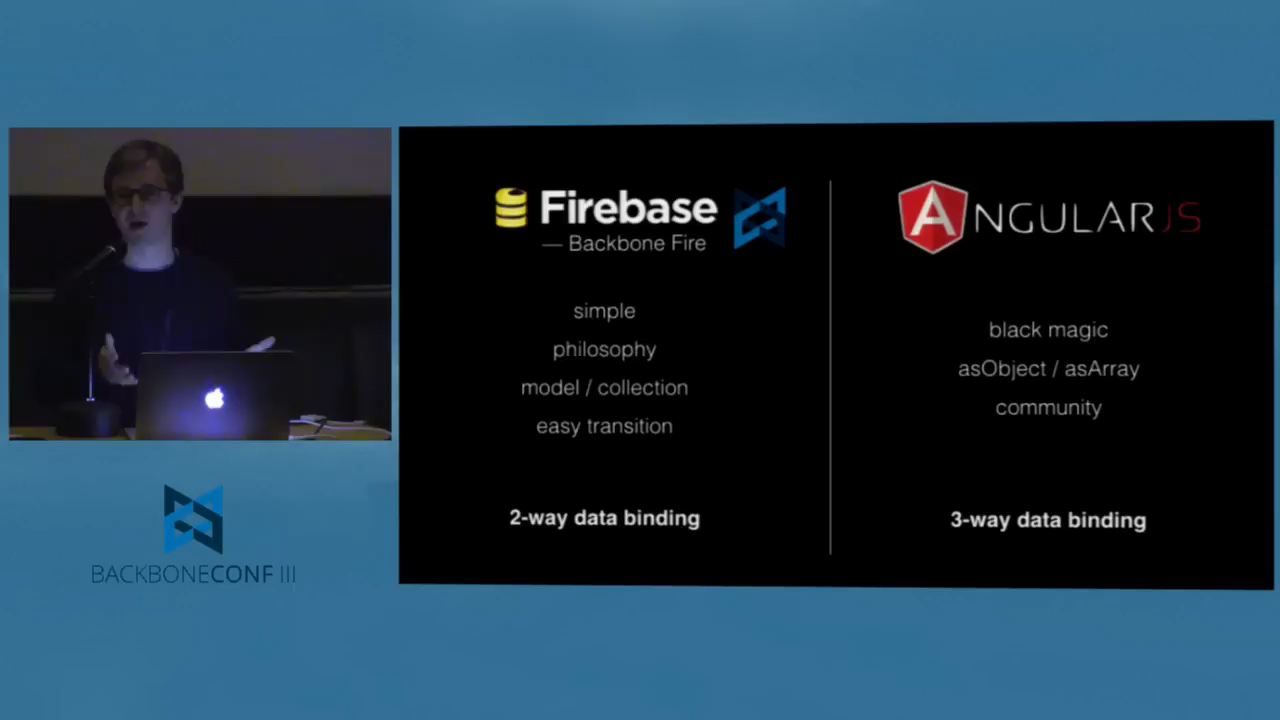 Firebase
— Backbone Fire
simple
philosophy
model / collection
easy transition
2-way data binding
ANGULARJS
black magic
asObject / asArray
community
3-way data binding
BACKBONECONF III